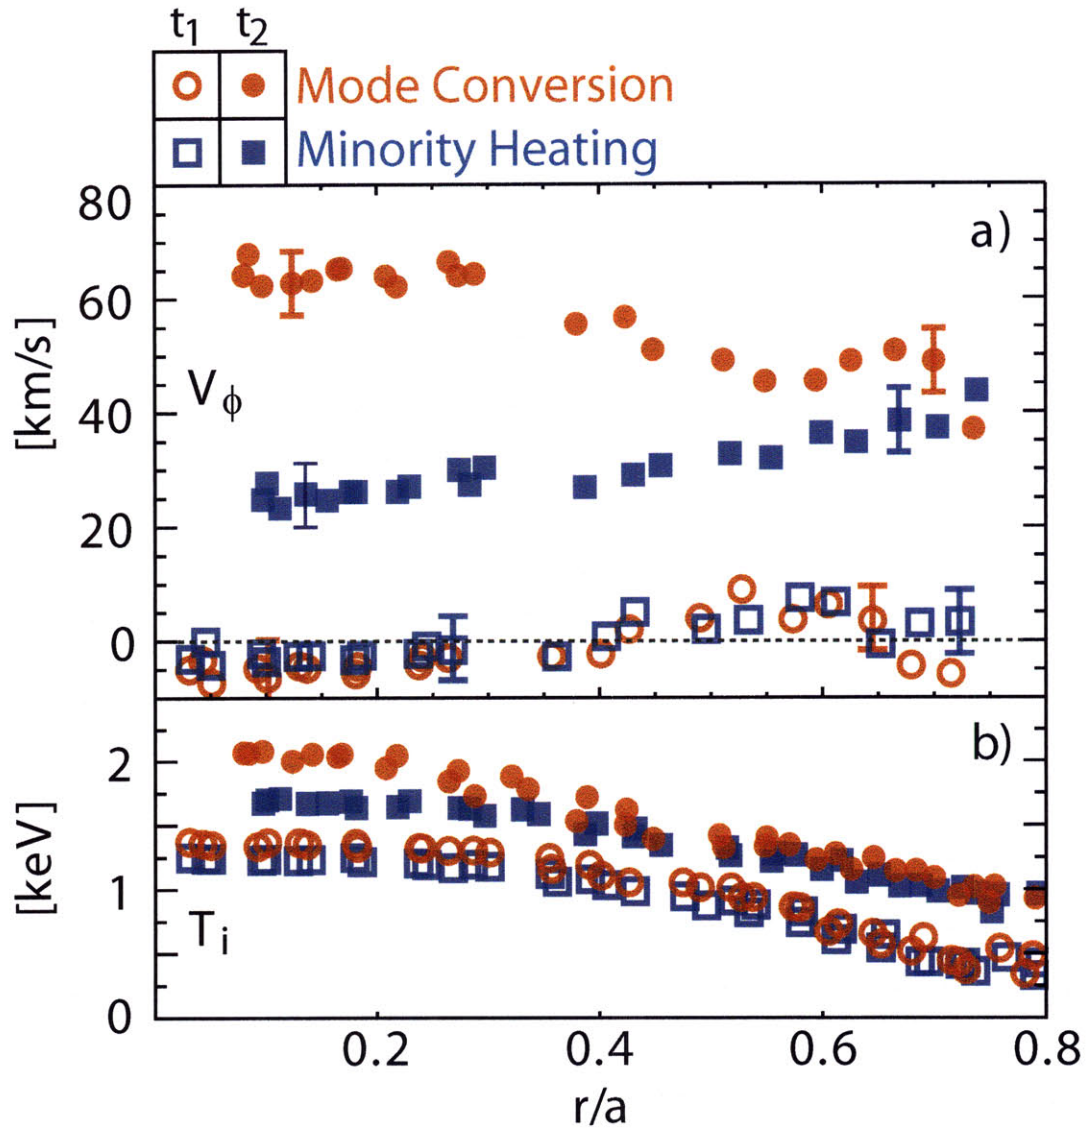 t1 t2
Mode Conversion
Minority Heating
80
a)
60
[km/s]
Vϕ
40
20
0
b)
2
[keV]
1
Ti
0
0.2 0.4 0.6 0.8
r/a